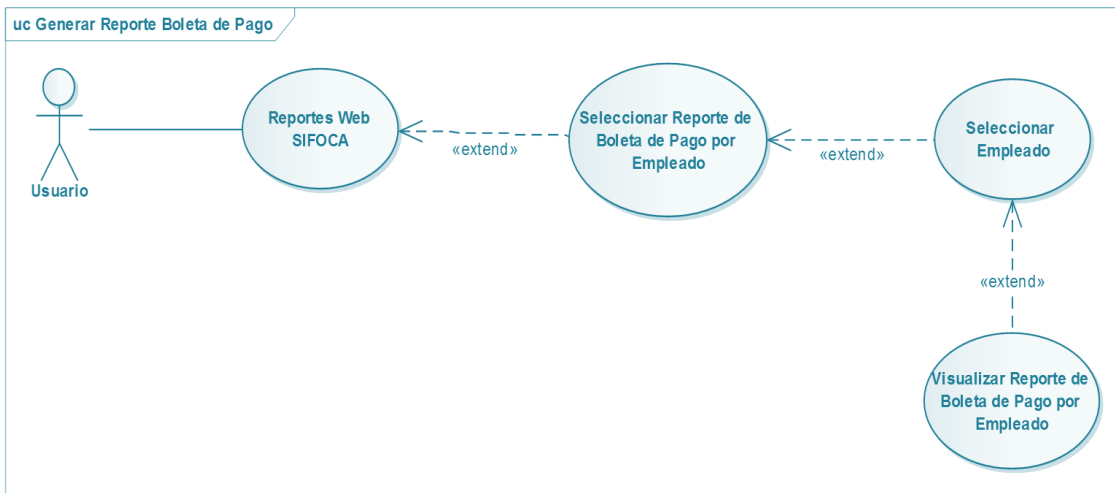 uc Generar Reporte Boleta de Pago
Usuario
Reportes Web
SIFOCA
«extend»
Seleccionar Reporte de
Boleta de Pago por
Empleado
«extend»
Seleccionar
Empleado
«extend»
Visualizar Reporte de
Boleta de Pago por
Empleado